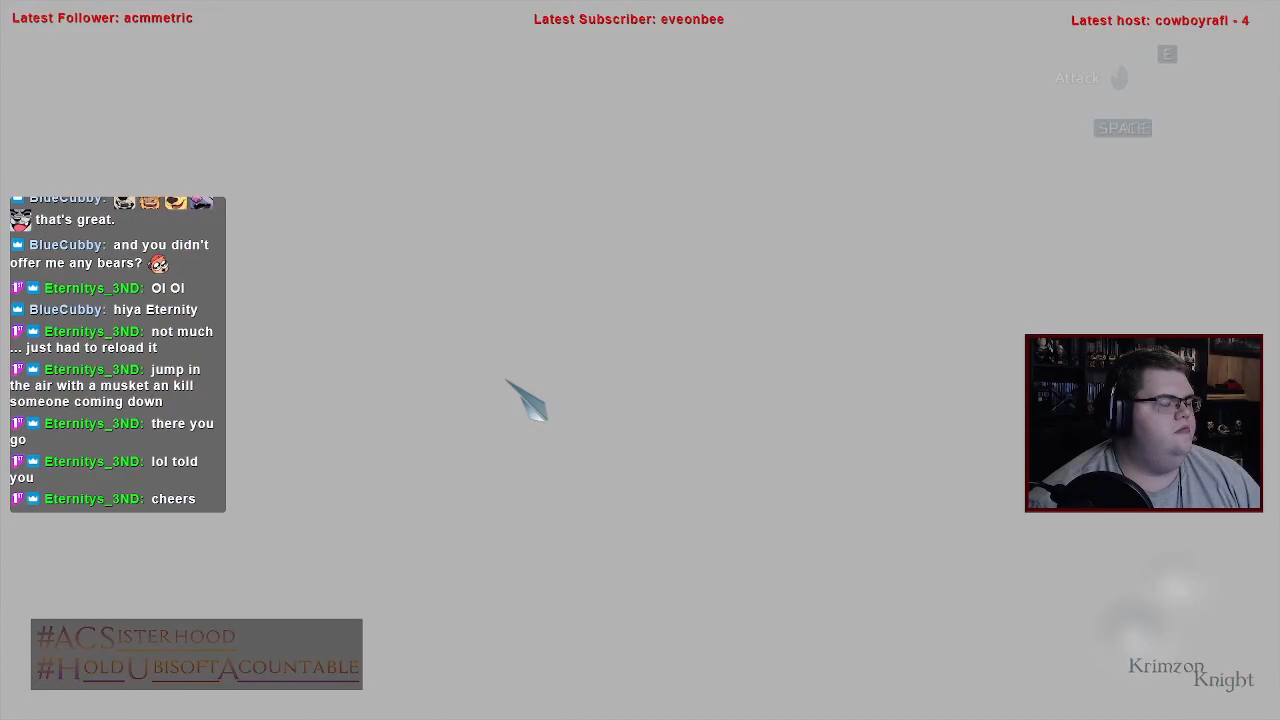 Latest Follower: acmmetric
Latest Subscriber: eveonbee
Latest host: cowboyrafl - 4
E
Attack
SPACE
BlueCubby:
that's great.
BlueCubby: and you didn't
offer me any bears?
Eternitys_3ND: OI OI
BlueCubby: hiya Eternity
Eternitys_3ND: not much
... just had to reload it
Eternitys_3ND: jump in
the air with a musket an kill
someone coming down
Eternitys_3ND: there you
go
Eternitys_3ND: lol told
you
Eternitys_3ND: cheers
#ACSisterhood
#HoldUbisoftAcountable
Krimzon
Knight